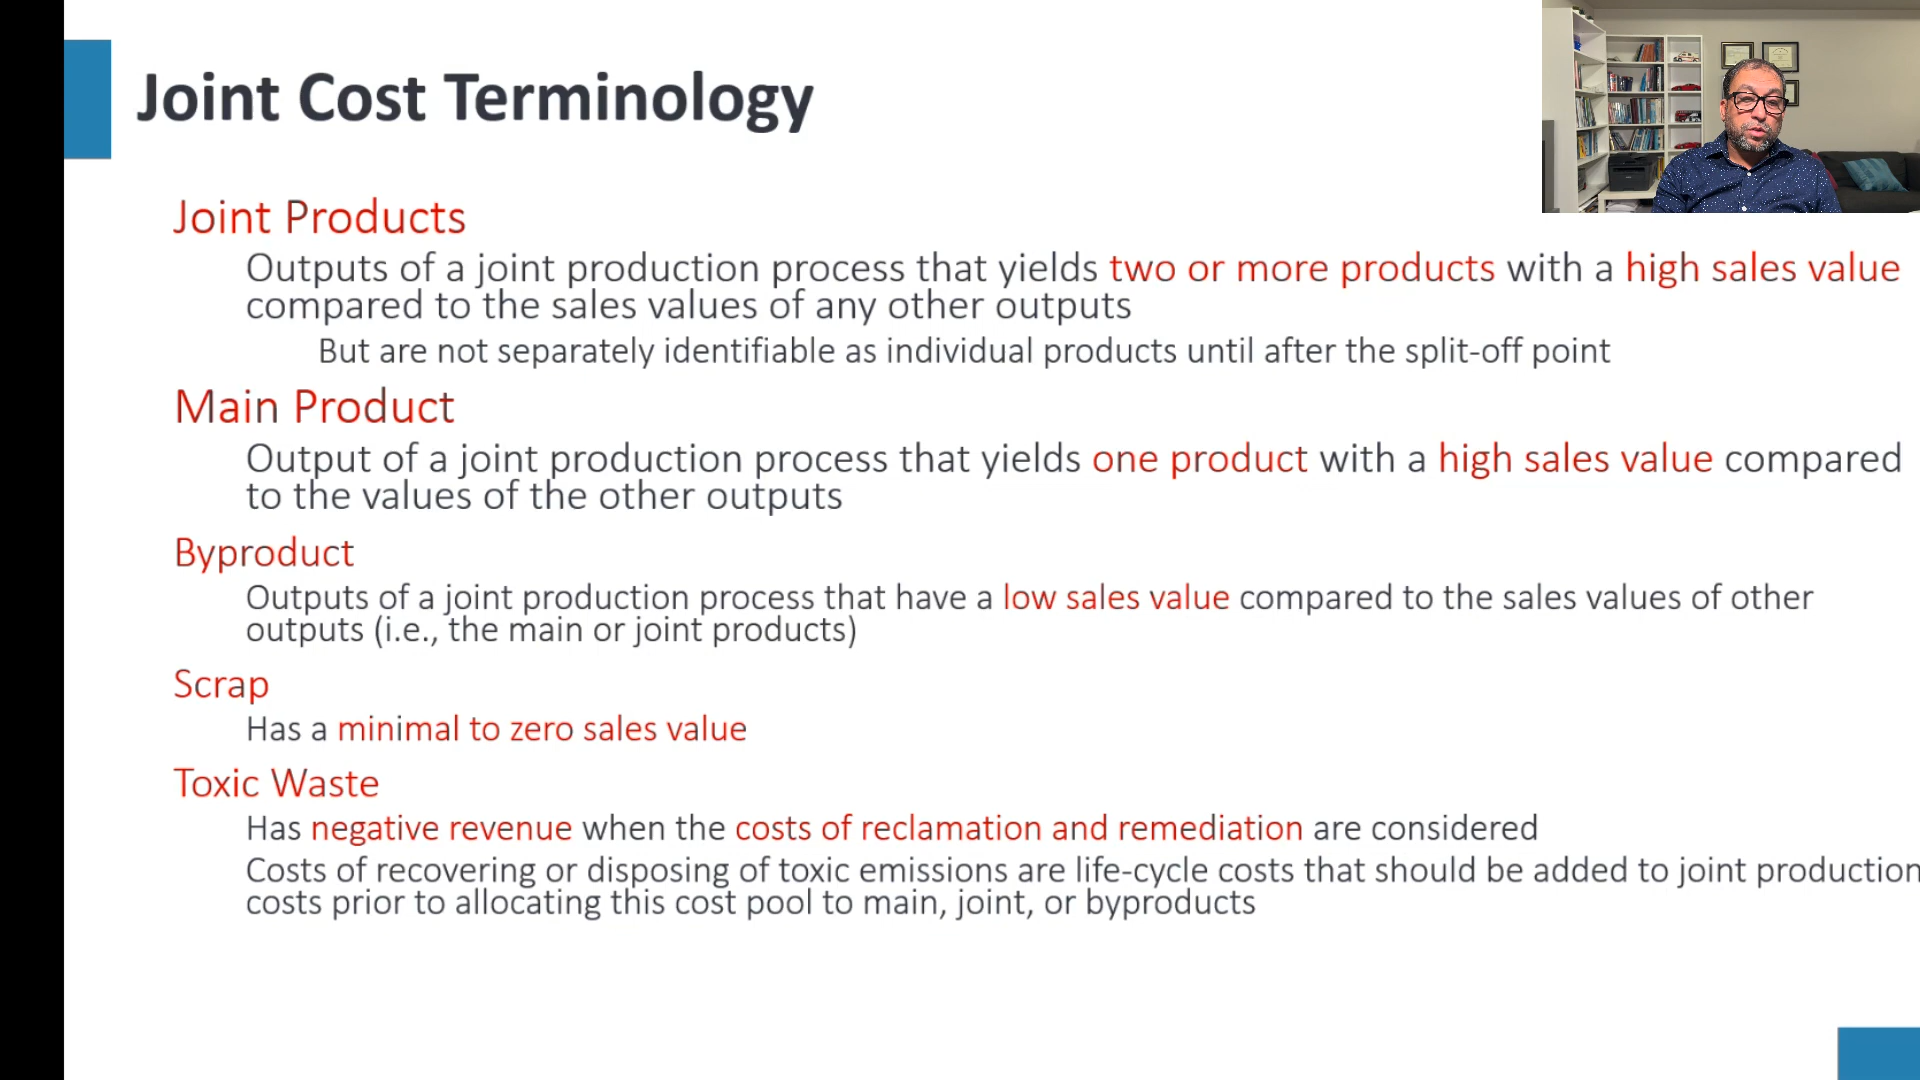 Joint Cost Terminology
Joint Products
Outputs of a joint production process that yields two or more products with a high sales value
compared to the sales values of any other outputs
But are not separately identifiable as individual products until after the split-off point
Main Product
Output of a joint production process that yields one product with a high sales value compared
to the values of the other outputs
Byproduct
Outputs of a joint production process that have a low sales value compared to the sales values of other
outputs (i.e., the main or joint products)
Scrap
Has a minimal to zero sales value
Toxic Waste
Has negative revenue when the costs of reclamation and remediation are considered
Costs of recovering or disposing of toxic emissions are life-cycle costs that should be added to joint production
costs prior to allocating this cost pool to main, joint, or byproducts